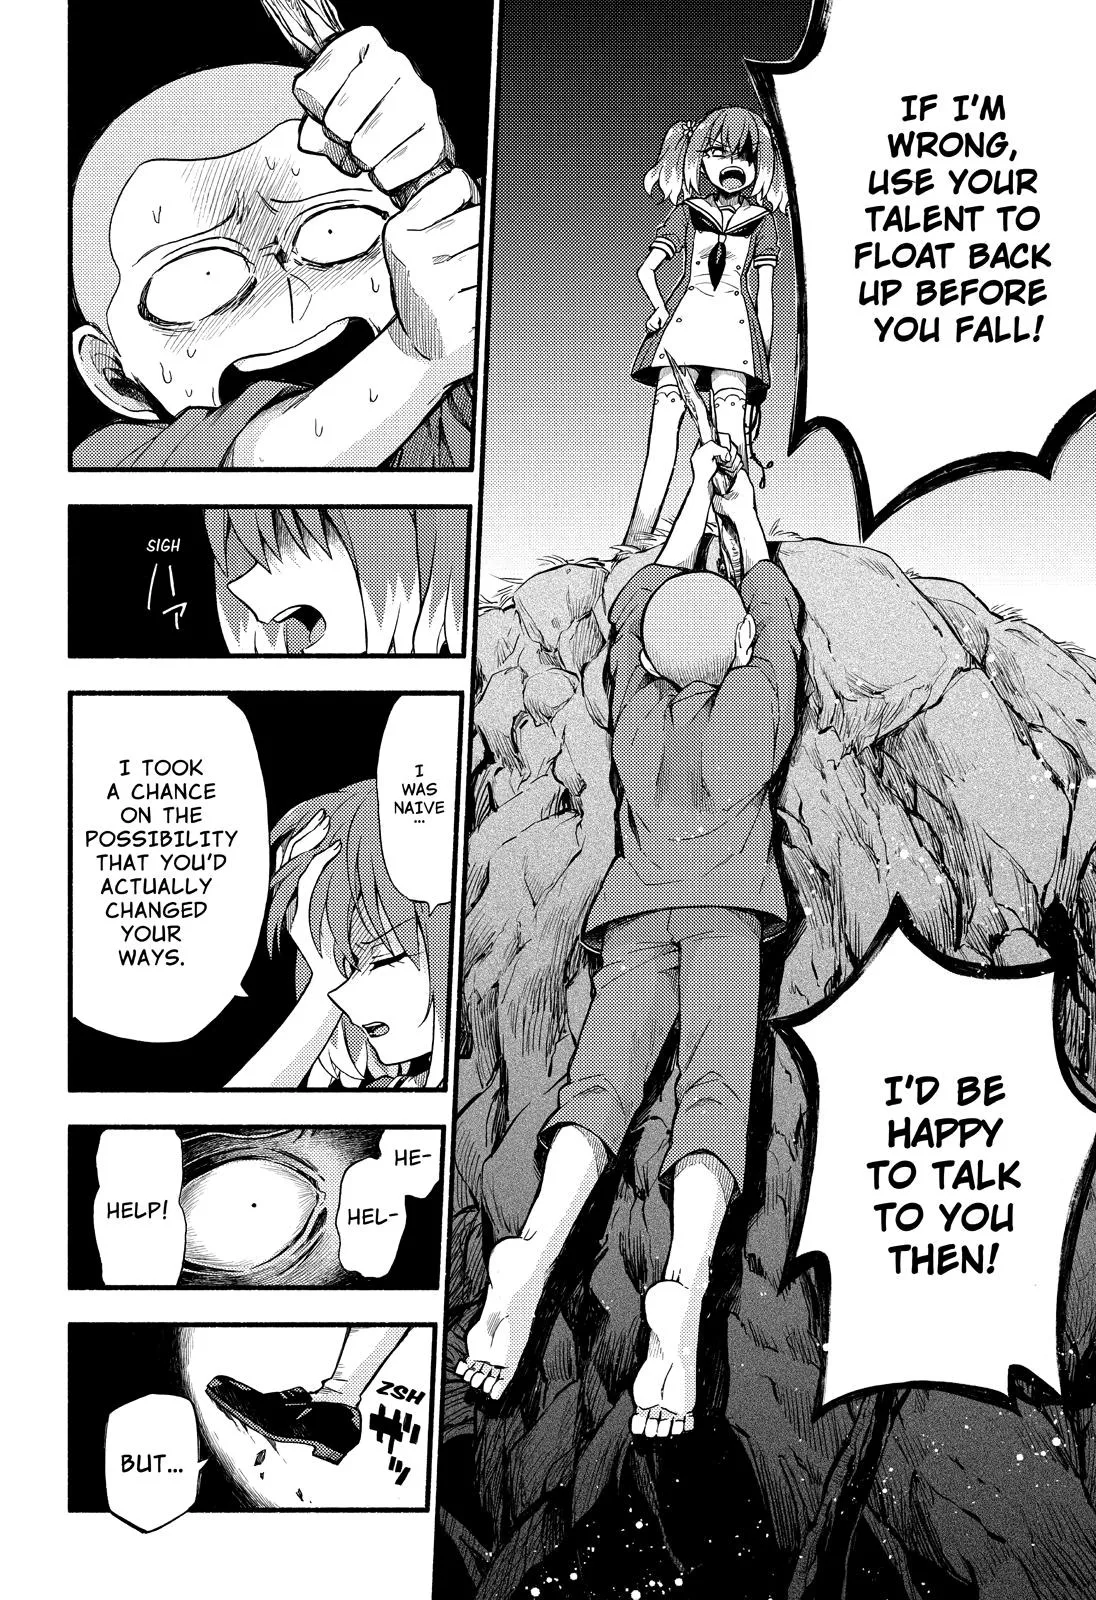 IF I'M
WRONG,
USE YOUR
TALENT TO
FLOAT BACK
UP BEFORE
YOU FALL!
I'D BE
HAPPY
TO TALK
TO YOU
THEN!
SIGH
ハァ
I
WAS
NAIVE
...
I TOOK
A CHANCE
ON THE
POSSIBILITY
THAT YOU'D
ACTUALLY
CHANGED
YOUR
WAYS.
HE-
HEL-
HELP!
ZSH
ザッ
BUT...